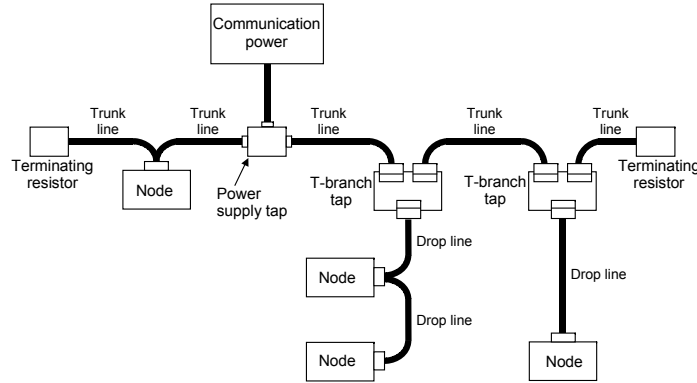 Communication
power
Trunk
line
Trunk
line
Trunk
line
Trunk
line
Trunk
line
Terminating
resistor
Node
Power
supply tap
T-branch
tap
T-branch
tap
Terminating
resistor
Drop line
Node
Drop line
Drop line
Node
Node